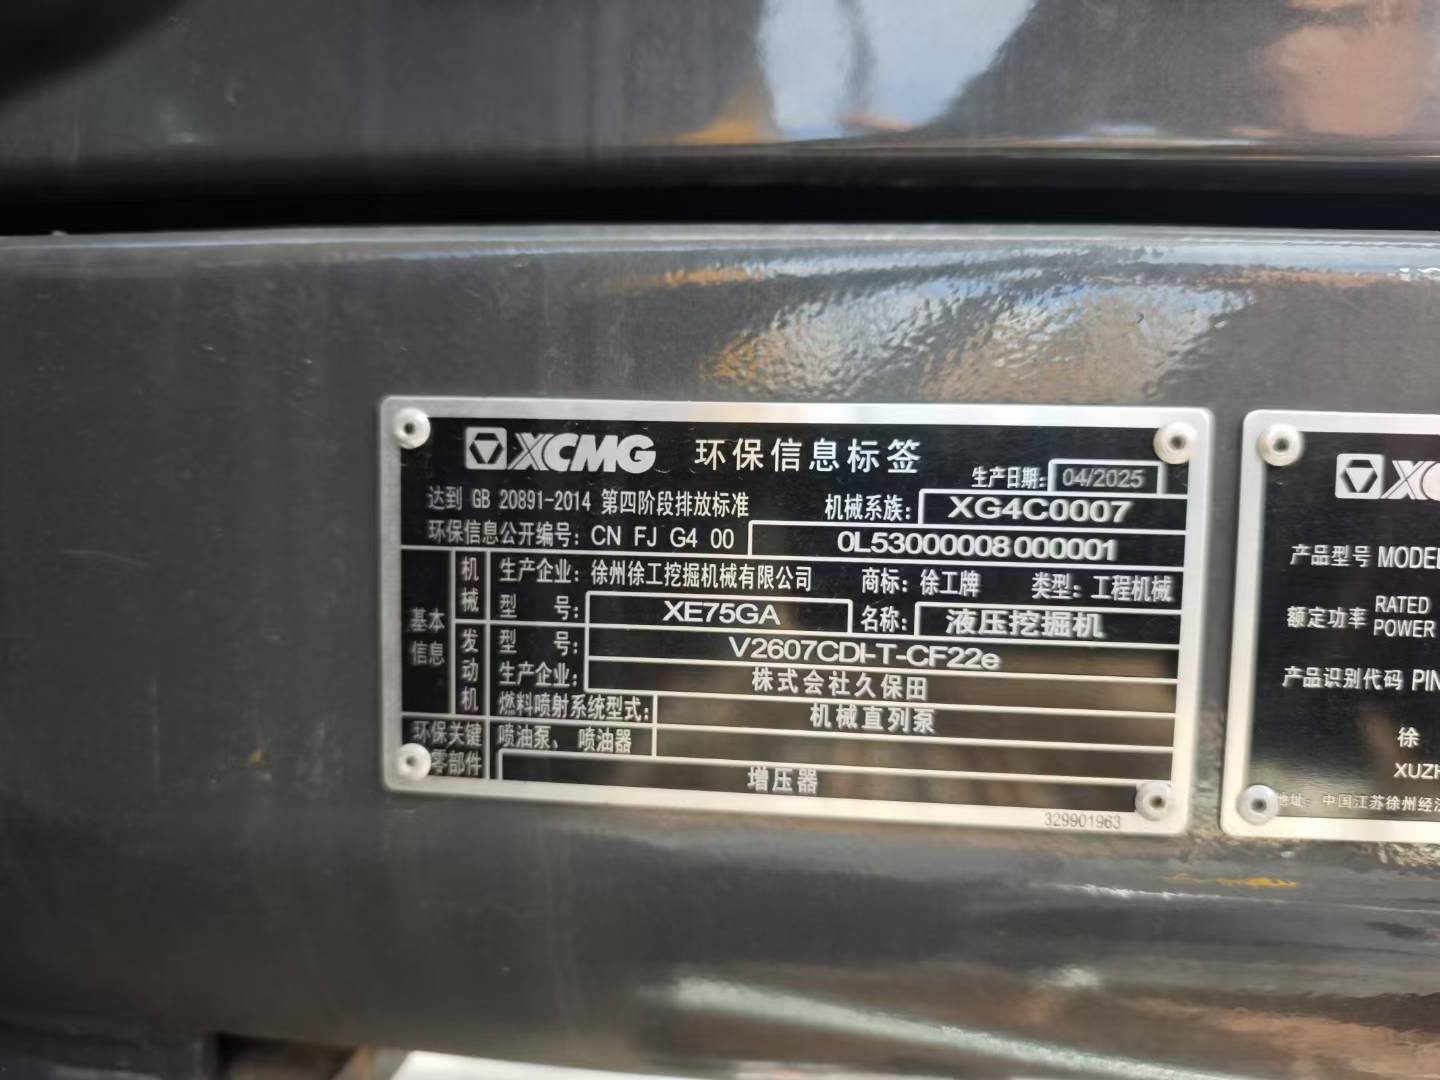 XCMG 环保信息标签
生产日期: 04/2025
达到 GB 20891-2014 第四阶段排放标准 机械系族: XG4C0007
环保信息公开编号: CN FJ G4 00 0L53000008000001
基本信息
机械
生产企业: 徐州徐工挖掘机械有限公司 商标: 徐工牌 类型: 工程机械
型 号: XE75GA 名称: 液压挖掘机
发动机
型 号: V2607CDI-T-CF22e
生产企业: 株式会社久保田
燃料喷射系统型式: 机械直列泵
环保关键零部件
喷油泵、喷油器
增压器
329901963
XC
产品型号 MODE
额定功率 RATED POWER
产品识别代码 PIN
徐
XUZH
地址: 中国江苏徐州经